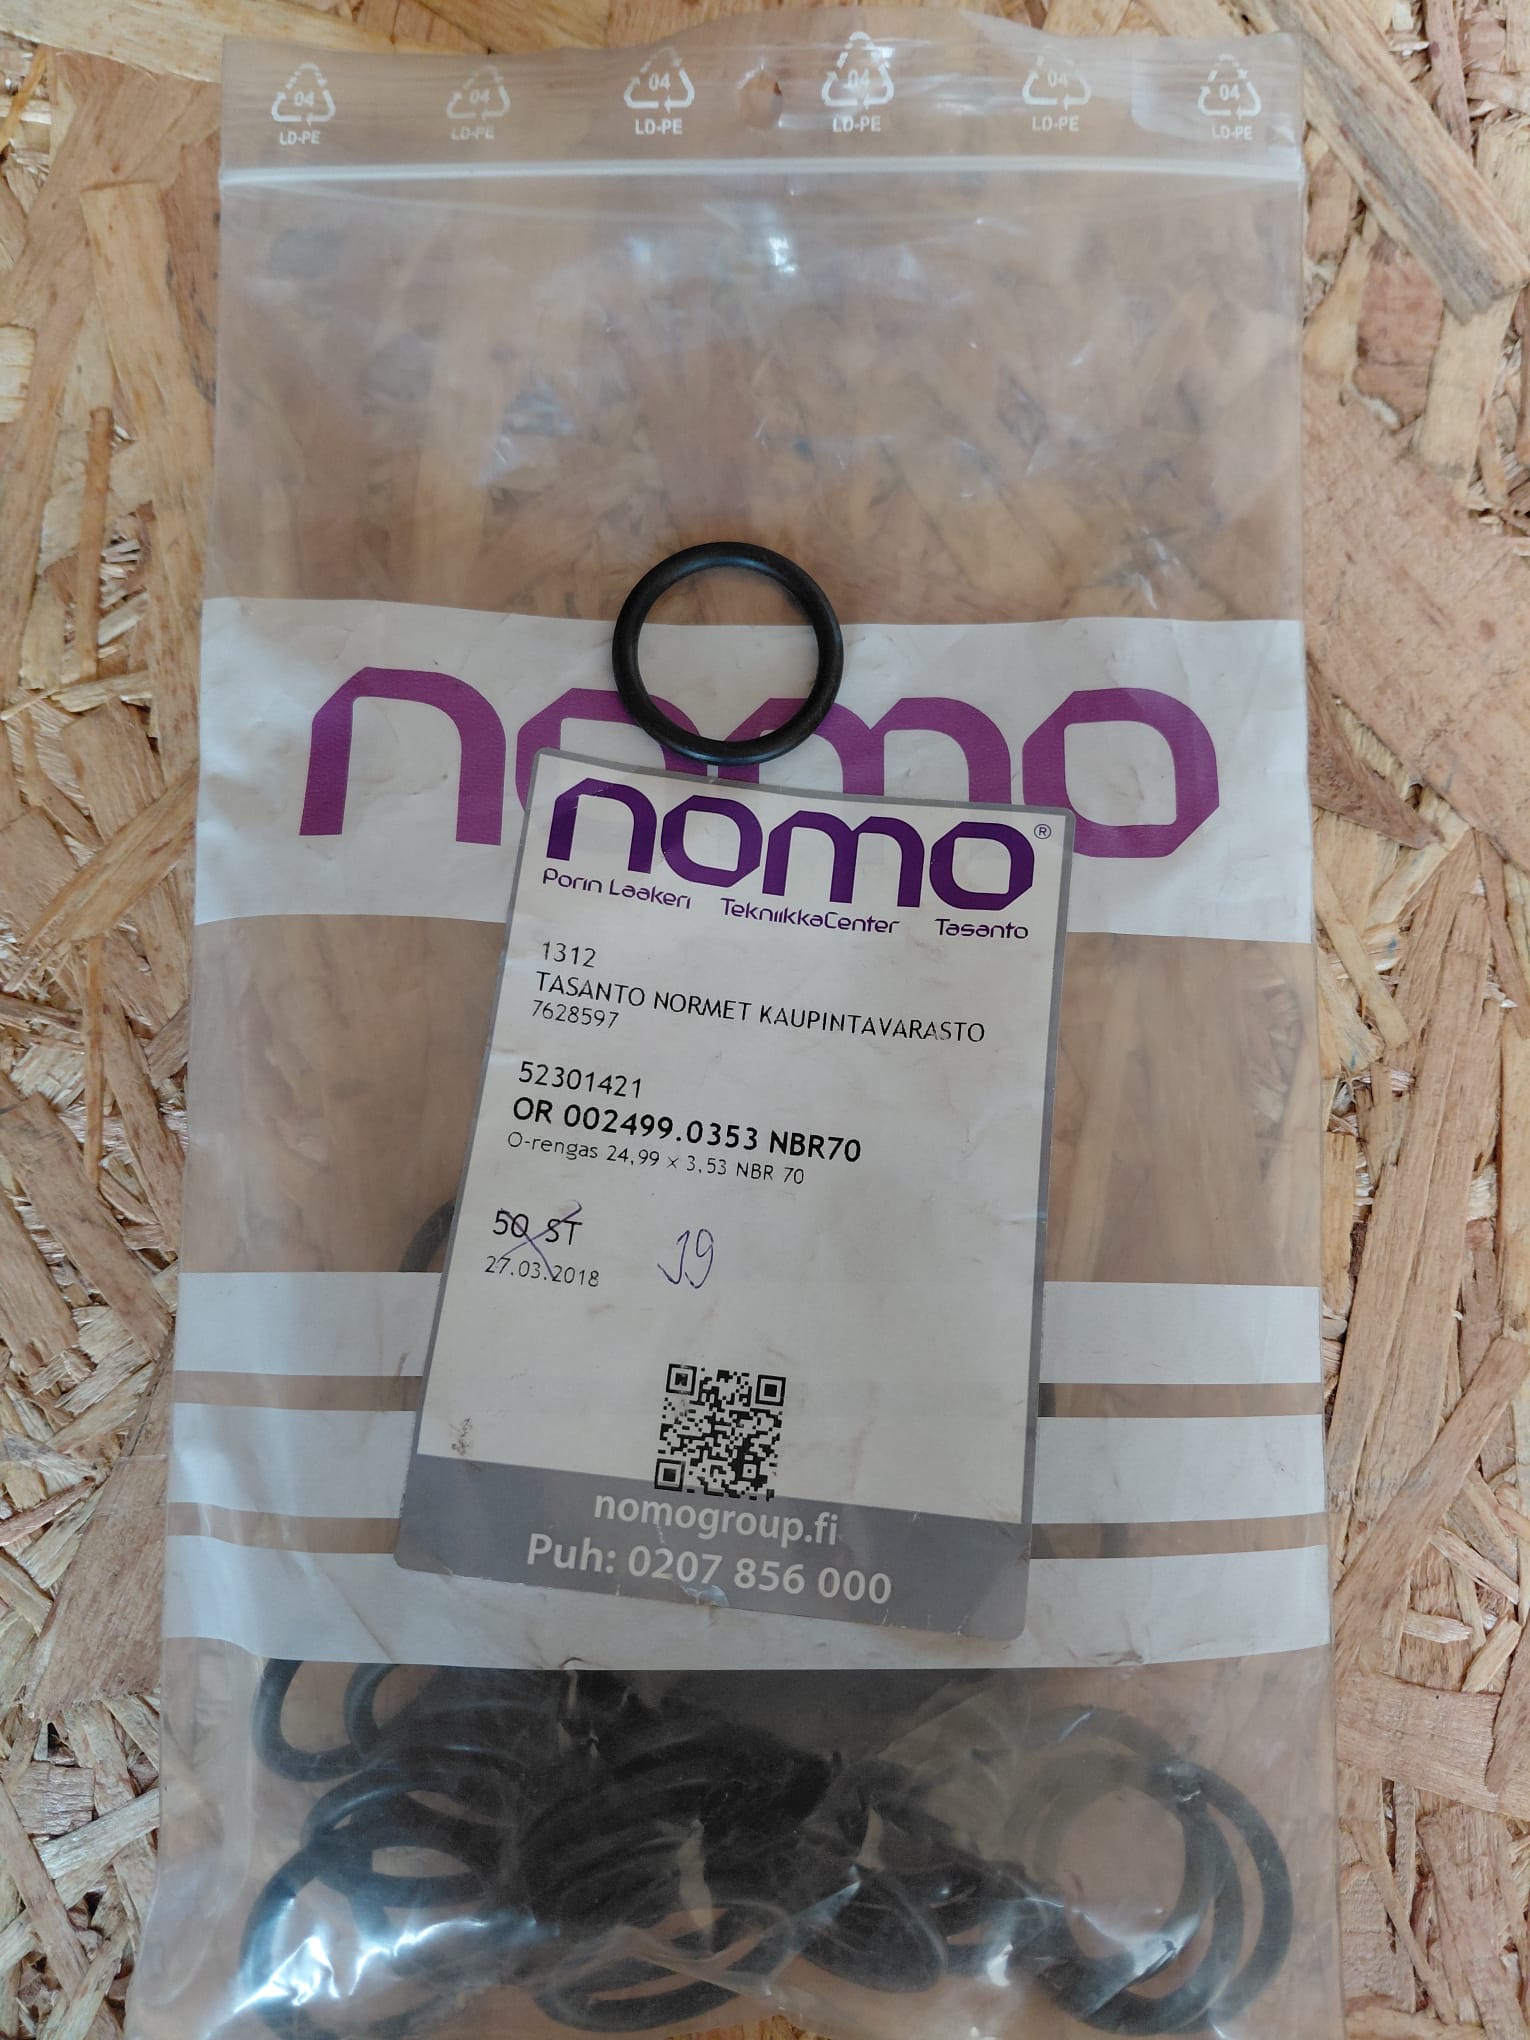 04 04 04 04 04 04
LD-PE LD-PE LD-PE LD-PE LD-PE LD-PE
nomo
nomo®
Porin Laakeri TekniikkaCenter Tasanto
1312
TASANTO NORMET KAUPINTAVARASTO
7628597
52301421
OR 002499.0353 NBR70
O-rengas 24,99 x 3,53 NBR 70
50 ST
27.03.2018
nomogroup.fi
Puh: 0207 856 000